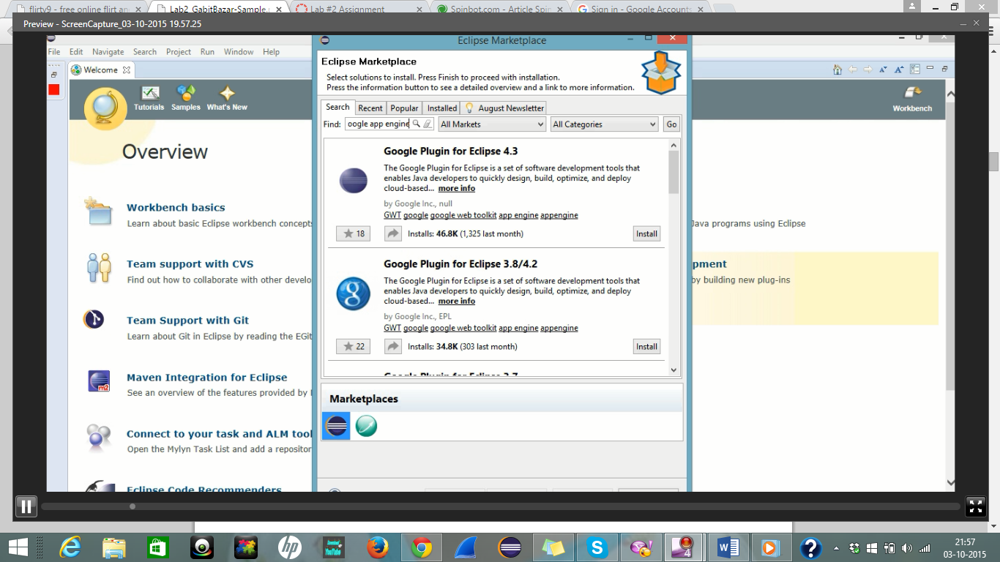 flirty9 - free online flirt an
Lab2_GabitBazar-Sample.p
Lab #2 Assignment
Spinbot.com - Article Spin
Sign in - Google Accounts
Preview - ScreenCapture_03-10-2015 19.57.25
Eclipse Marketplace
File Edit Navigate Search Project Run Window Help
Welcome
Tutorials Samples What's New
Workbench
Overview
Workbench basics
Learn about basic Eclipse workbench concepts
Java programs using Eclipse
Team support with CVS
Find out how to collaborate with other develo
pment
by building new plug-ins
Team Support with Git
Learn about Git in Eclipse by reading the EGit
Maven Integration for Eclipse
See an overview of the features provided by
Connect to your task and ALM tool
Open the Mylyn Task List and add a repositor
Eclipse Code Recommenders
Eclipse Marketplace
Select solutions to install. Press Finish to proceed with installation.
Press the information button to see a detailed overview and a link to more information.
Search Recent Popular Installed August Newsletter
Find: oogle app engine All Markets All Categories Go
Google Plugin for Eclipse 4.3
The Google Plugin for Eclipse is a set of software development tools that
enables Java developers to quickly design, build, optimize, and deploy
cloud-based... more info
by Google Inc., null
GWT google google web toolkit app engine appengine
18 Installs: 46.8K (1,325 last month) Install
Google Plugin for Eclipse 3.8/4.2
The Google Plugin for Eclipse is a set of software development tools that
enables Java developers to quickly design, build, optimize, and deploy
cloud-based... more info
by Google Inc., EPL
GWT google google web toolkit app engine appengine
22 Installs: 34.8K (303 last month) Install
Google Plugin for Eclipse 3.7
Marketplaces
m2
hp
YouTube
4
21:57
03-10-2015